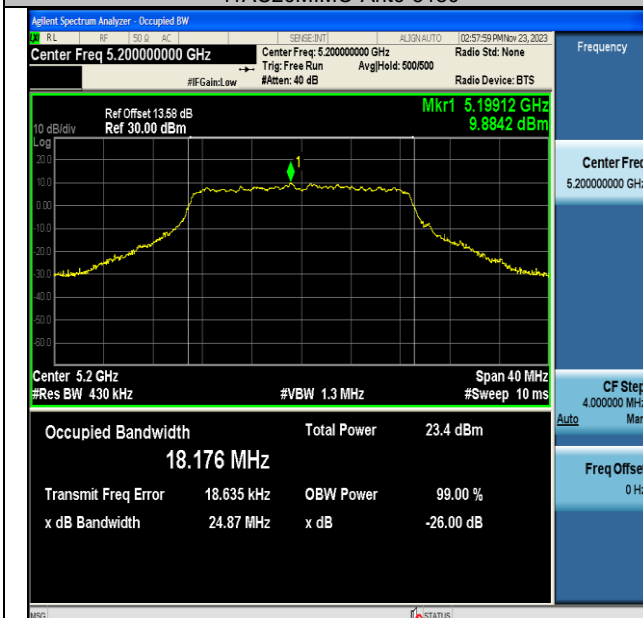 Agilent Spectrum Analyzer - Occupied BW
RL RF 50 Ω AC SENSE:INT ALIGN AUTO 02:57:59 PM Nov 23, 2023
Center Freq 5.200000000 GHz Center Freq: 5.200000000 GHz Radio Std: None Frequency
Trig: Free Run Avg|Hold: 500/500
#IFGain:Low #Atten: 40 dB Radio Device: BTS
Ref Offset 13.58 dB Mkr1 5.19912 GHz
10 dB/div Ref 30.00 dBm 9.8842 dBm
Log
20.0
1
10.0
0.00
-10.0
-20.0
-30.0
-40.0
-50.0
-60.0
Center Freq
5.200000000 GHz
Center 5.2 GHz Span 40 MHz
#Res BW 430 kHz #VBW 1.3 MHz #Sweep 10 ms
CF Step
4.000000 MHz
Auto Man
Occupied Bandwidth Total Power 23.4 dBm
18.176 MHz
Freq Offset
0 Hz
Transmit Freq Error 18.635 kHz OBW Power 99.00 %
x dB Bandwidth 24.87 MHz x dB -26.00 dB
MSG STATUS